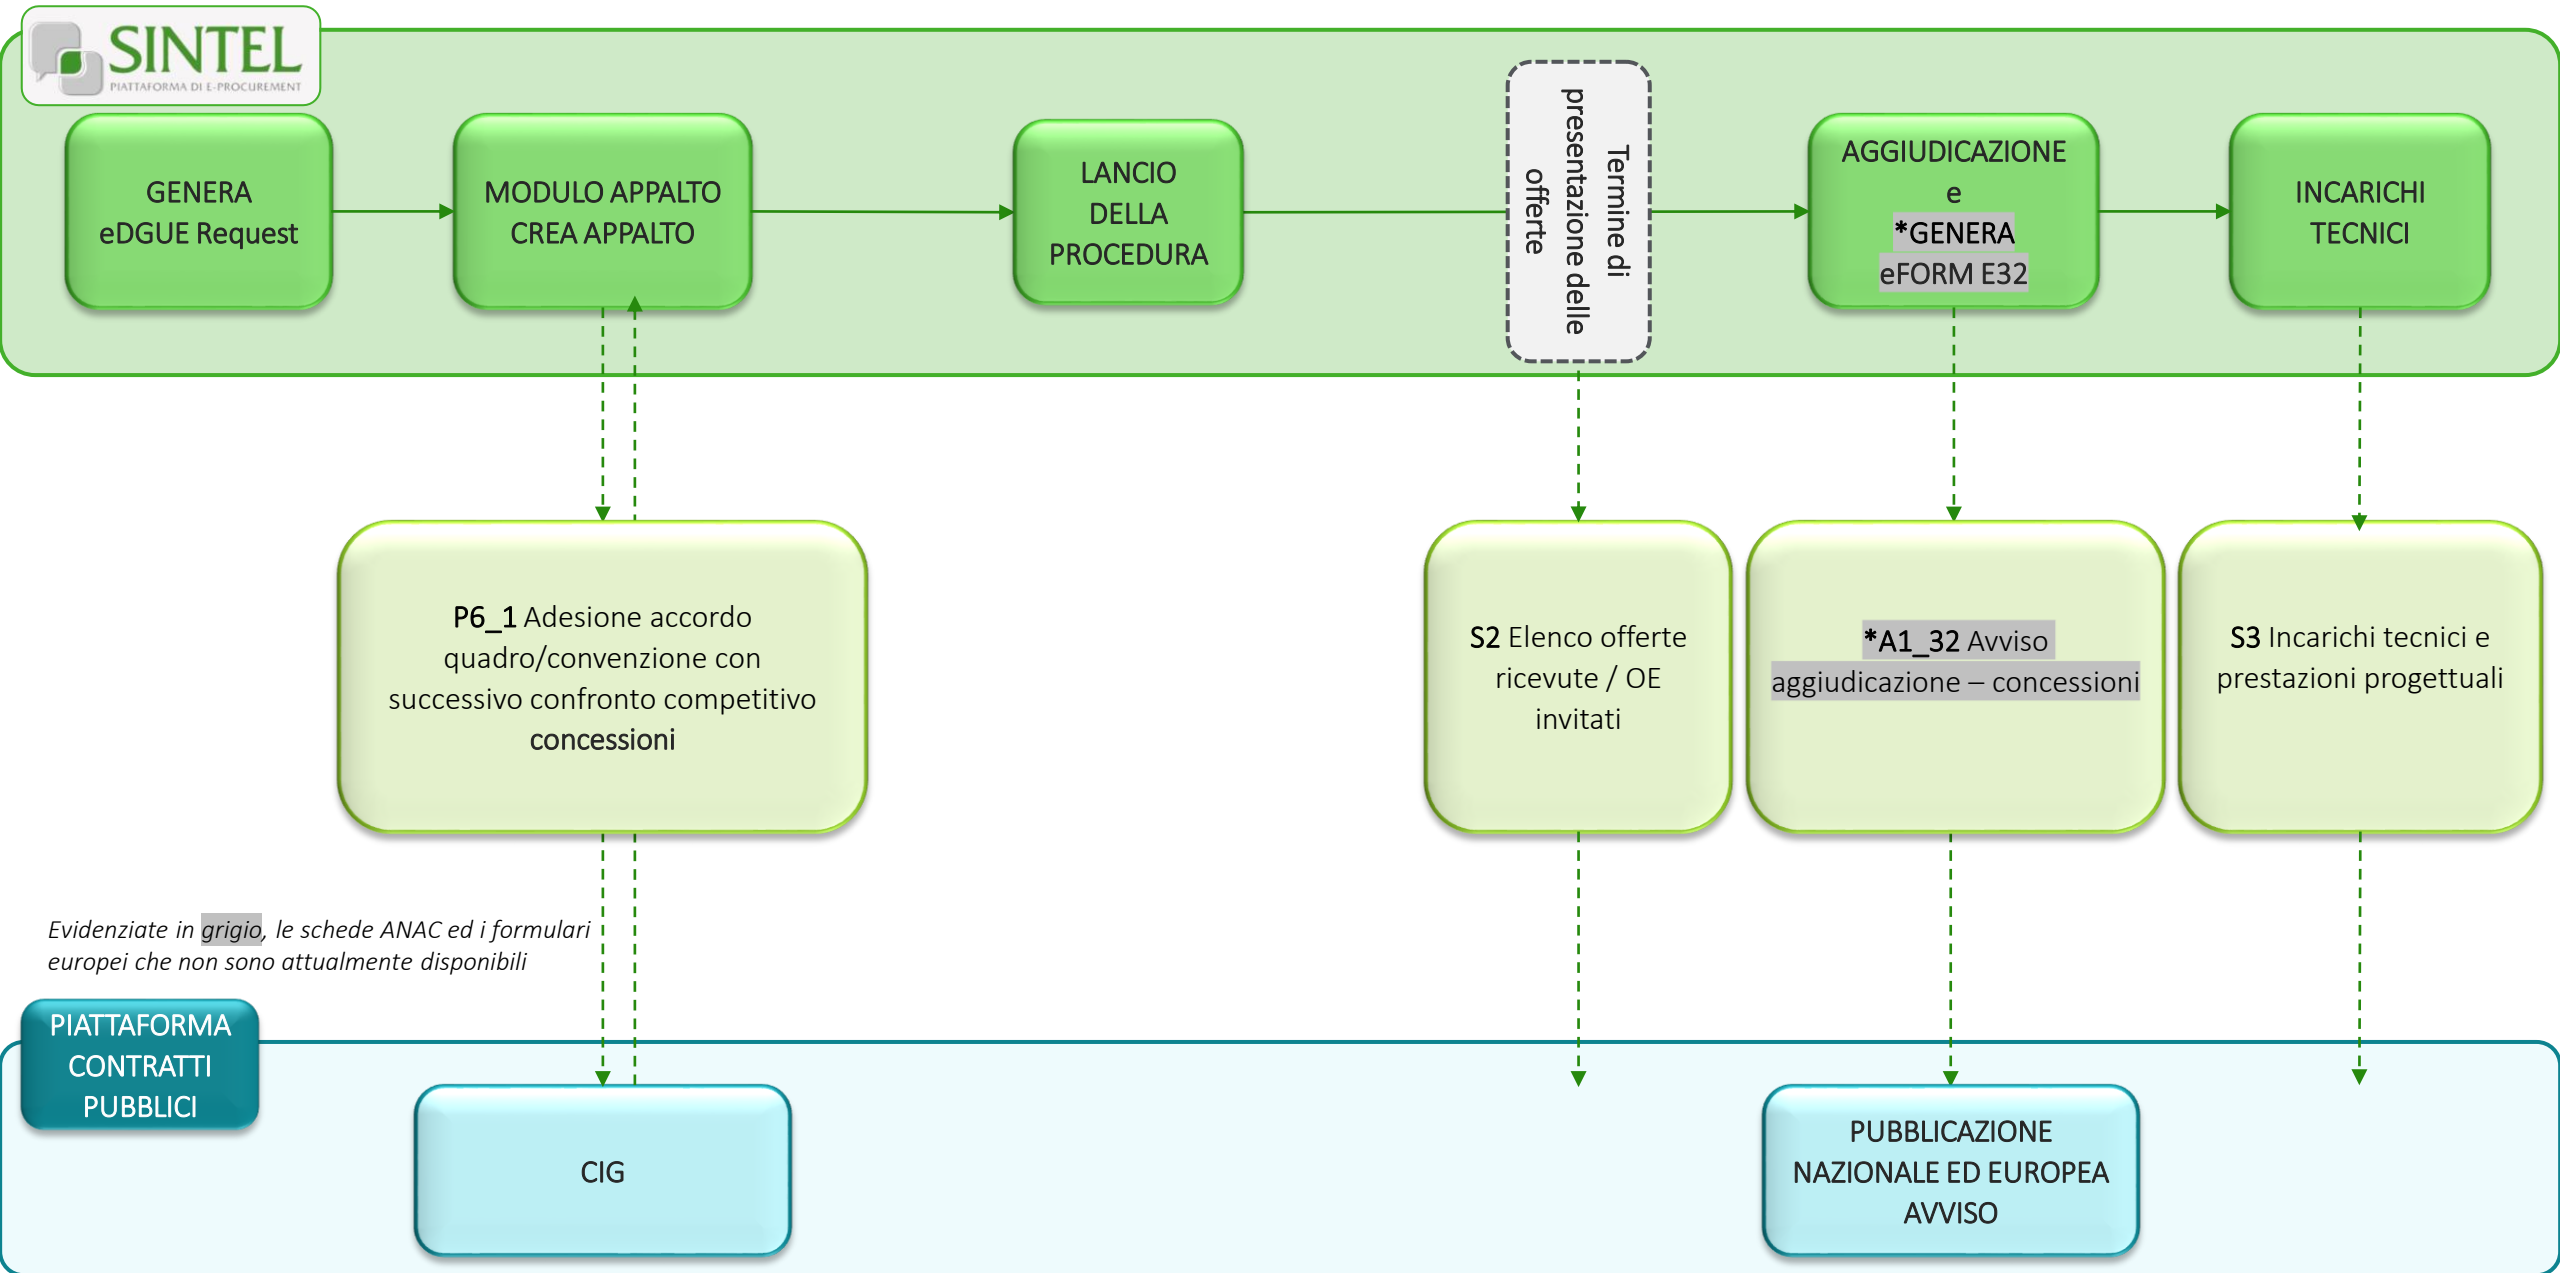 SINTEL
PIATTAFORMA DI E-PROCUREMENT
GENERA
eDGUE Request
MODULO APPALTO
CREA APPALTO
LANCIO
DELLA
PROCEDURA
Termine di
presentazione delle
offerte
AGGIUDICAZIONE
e
*GENERA
eFORM E32
INCARICHI
TECNICI
P6_1 Adesione accordo
quadro/convenzione con
successivo confronto competitivo
concessioni
S2 Elenco offerte
ricevute / OE
invitati
*A1_32 Avviso
aggiudicazione – concessioni
S3 Incarichi tecnici e
prestazioni progettuali
Evidenziate in grigio, le schede ANAC ed i formulari
europei che non sono attualmente disponibili
PIATTAFORMA
CONTRATTI
PUBBLICI
CIG
PUBBLICAZIONE
NAZIONALE ED EUROPEA
AVVISO